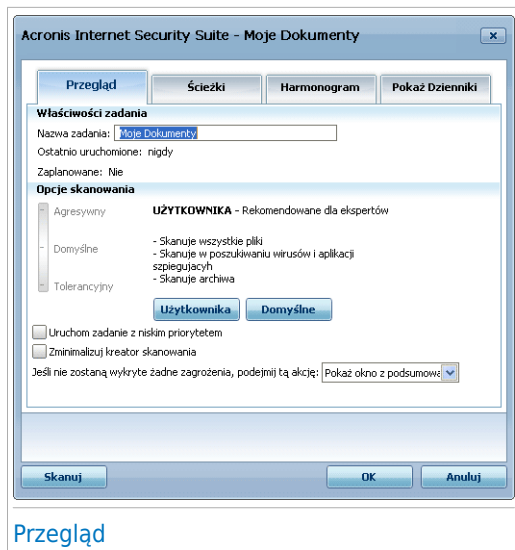 Acronis Internet Security Suite - Moje Dokumenty
Przegląd
Ścieżki
Harmonogram
Pokaż Dzienniki
Właściwości zadania
Nazwa zadania: Moje Dokumenty
Ostatnio uruchomione: nigdy
Zaplanowane: Nie
Opcje skanowania
Agresywny
UŻYTKOWNIKA - Rekomendowane dla ekspertów
Domyślne
- Skanuje wszystkie pliki
- Skanuje w poszukiwaniu wirusów i aplikacji
szpiegujacyh
- Skanuje archiwa
Tolerancyjny
Użytkownika
Domyślne
Uruchom zadanie z niskim priorytetem
Zminimalizuj kreator skanowania
Jeśli nie zostaną wykryte żadne zagrożenia, podejmij tą akcję: Pokaż okno z podsumowa
Skanuj
OK
Anuluj
Przegląd